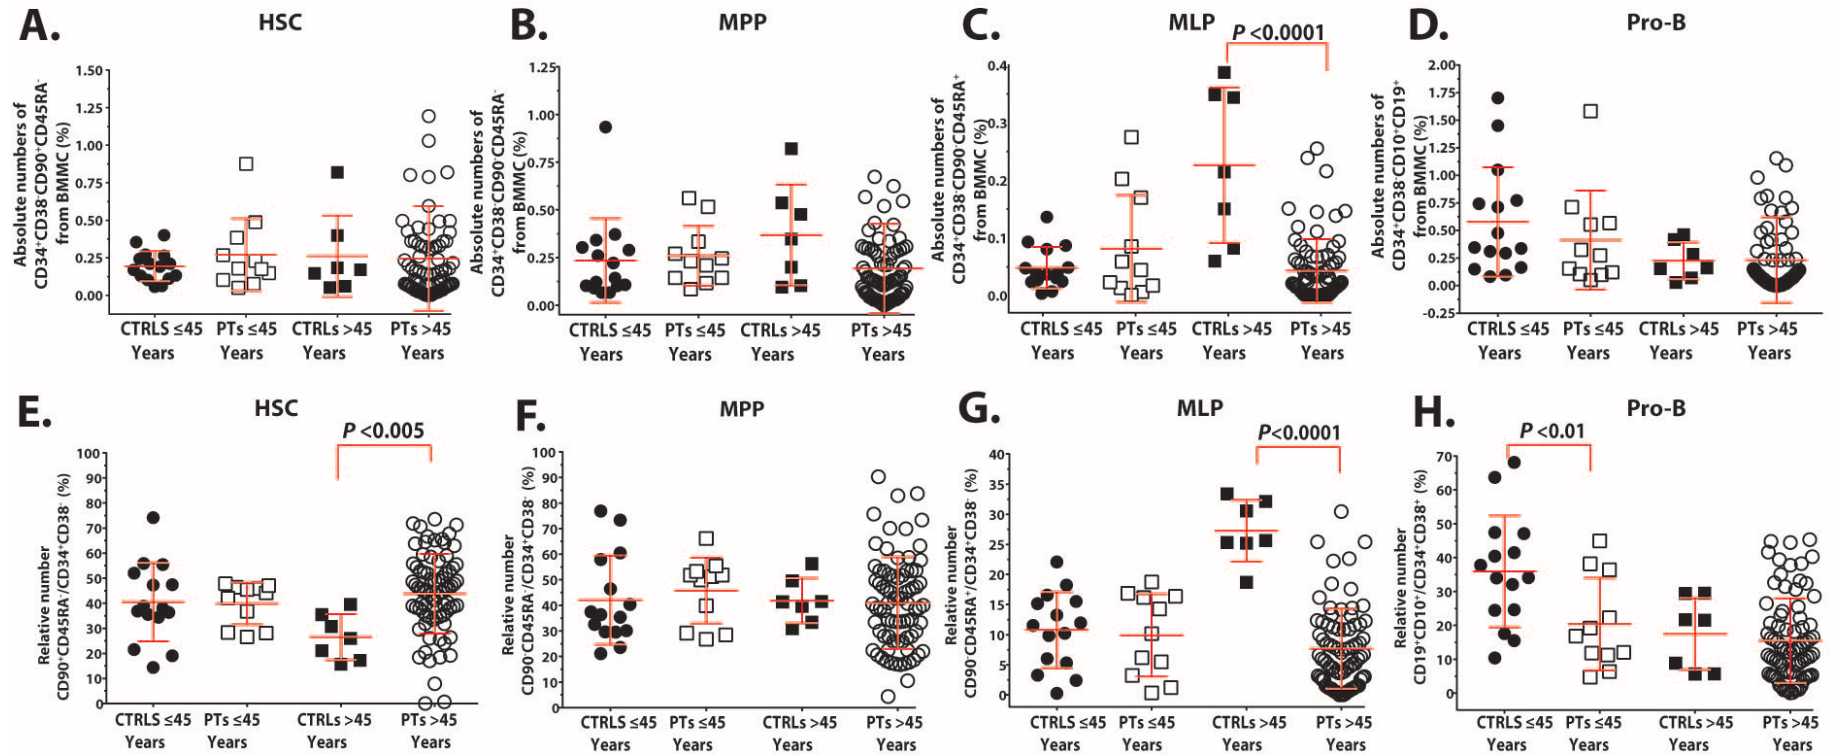 A.
HSC
Absolute numbers of
CD34⁺CD38⁻CD90⁺CD45RA⁻
from BMMC (%)
1.50
1.25
1.00
0.75
0.50
0.25
0.00
CTRLS ≤45
Years
PTs ≤45
Years
CTRLs >45
Years
PTs >45
Years
B.
MPP
Absolute numbers of
CD34⁺CD38⁻CD90⁻CD45RA⁻
from BMMC (%)
1.25
1.00
0.75
0.50
0.25
0.00
CTRLS ≤45
Years
PTs ≤45
Years
CTRLs >45
Years
PTs >45
Years
C.
MLP
P <0.0001
Absolute numbers of
CD34⁺CD38⁻CD90⁻CD45RA⁺
from BMMC (%)
0.4
0.3
0.2
0.1
0.0
CTRLS ≤45
Years
PTs ≤45
Years
CTRLs >45
Years
PTs >45
Years
D.
Pro-B
Absolute numbers of
CD34⁺CD38⁻CD10⁺CD19⁺
from BMMC (%)
2.00
1.75
1.50
1.25
1.00
0.75
0.50
0.25
0.00
-0.25
CTRLS ≤45
Years
PTs ≤45
Years
CTRLs >45
Years
PTs >45
Years
E.
HSC
P <0.005
Relative number
CD90⁺CD45RA⁻/CD34⁺CD38⁻ (%)
100
90
80
70
60
50
40
30
20
10
0
CTRLS ≤45
Years
PTs ≤45
Years
CTRLs >45
Years
PTs >45
Years
F.
MPP
Relative number
CD90⁻CD45RA⁻/CD34⁺CD38⁻ (%)
100
90
80
70
60
50
40
30
20
10
0
CTRLS ≤45
Years
PTs ≤45
Years
CTRLs >45
Years
PTs >45
Years
G.
MLP
P<0.0001
Relative number
CD90⁻CD45RA⁺/CD34⁺CD38⁻ (%)
40
35
30
25
20
15
10
5
0
CTRLS ≤45
Years
PTs ≤45
Years
CTRLs >45
Years
PTs >45
Years
H.
Pro-B
P <0.01
Relative number
CD19⁺CD10⁺/CD34⁺CD38⁺ (%)
70
60
50
40
30
20
10
0
CTRLS ≤45
Years
PTs ≤45
Years
CTRLs >45
Years
PTs >45
Years